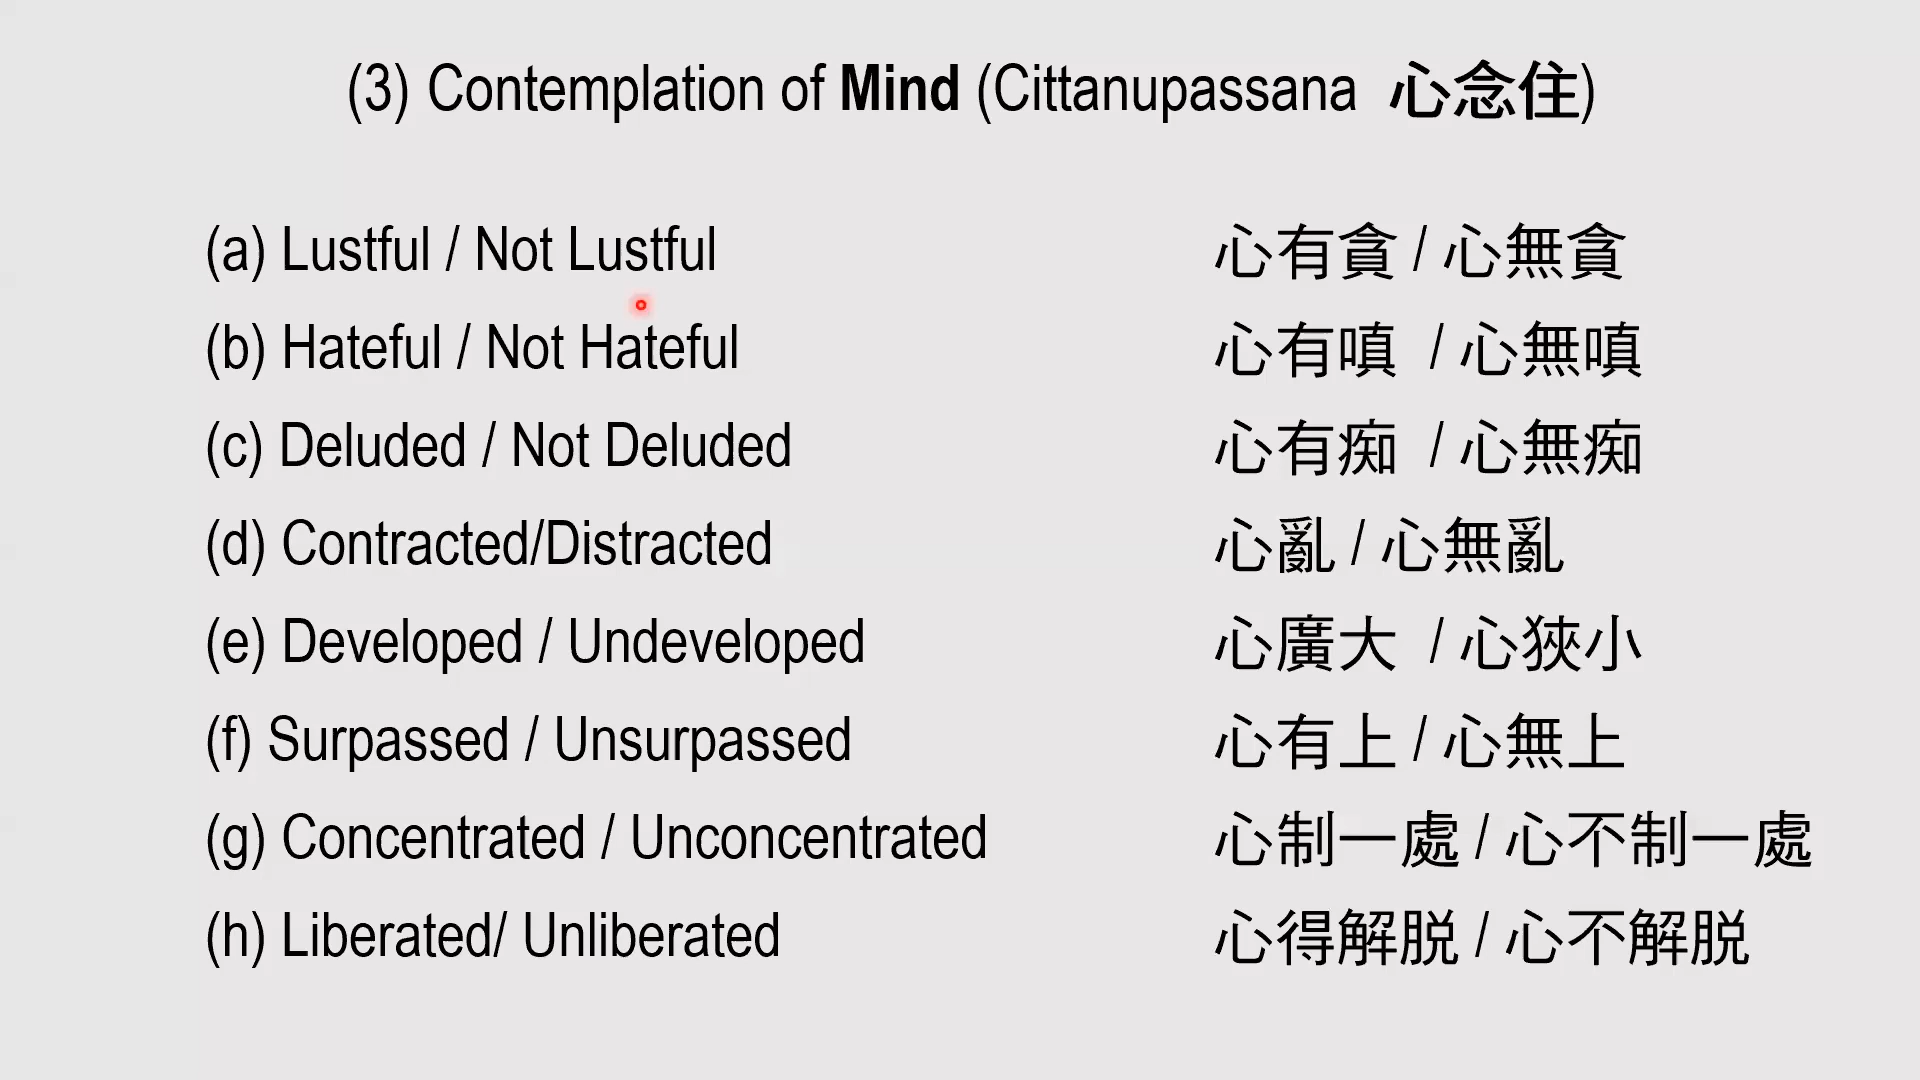 (3) Contemplation of Mind (Cittanupassana 心念住)
(a) Lustful / Not Lustful 心有貪 / 心無貪
(b) Hateful / Not Hateful 心有嗔 / 心無嗔
(c) Deluded / Not Deluded 心有痴 / 心無痴
(d) Contracted/Distracted 心亂 / 心無亂
(e) Developed / Undeveloped 心廣大 / 心狹小
(f) Surpassed / Unsurpassed 心有上 / 心無上
(g) Concentrated / Unconcentrated 心制一處 / 心不制一處
(h) Liberated/ Unliberated 心得解脱 / 心不解脱